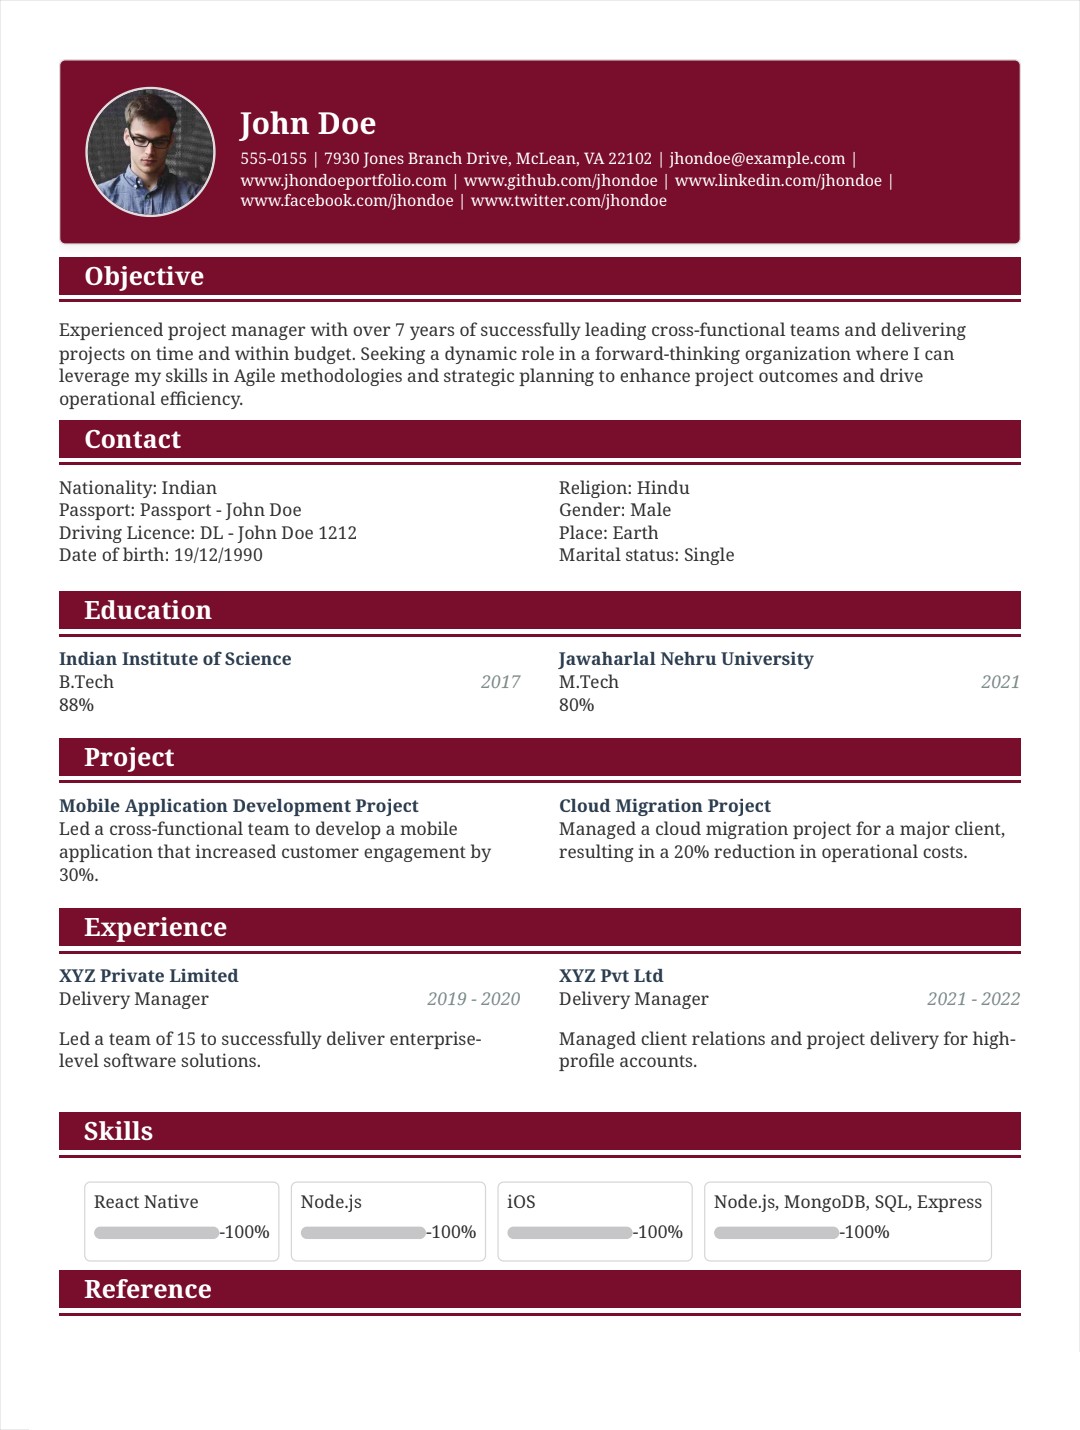 John Doe
555-0155 | 7930 Jones Branch Drive, McLean, VA 22102 | jhondoe@example.com |
www.jhondoeportfolio.com | www.github.com/jhondoe | www.linkedin.com/jhondoe |
www.facebook.com/jhondoe | www.twitter.com/jhondoe
Objective
Experienced project manager with over 7 years of successfully leading cross-functional teams and delivering
projects on time and within budget. Seeking a dynamic role in a forward-thinking organization where I can
leverage my skills in Agile methodologies and strategic planning to enhance project outcomes and drive
operational efficiency.
Contact
Nationality: Indian
Passport: Passport - John Doe
Driving Licence: DL - John Doe 1212
Date of birth: 19/12/1990
Religion: Hindu
Gender: Male
Place: Earth
Marital status: Single
Education
Indian Institute of Science
B.Tech 2017
88%
Jawaharlal Nehru University
M.Tech 2021
80%
Project
Mobile Application Development Project
Led a cross-functional team to develop a mobile
application that increased customer engagement by
30%.
Cloud Migration Project
Managed a cloud migration project for a major client,
resulting in a 20% reduction in operational costs.
Experience
XYZ Private Limited
Delivery Manager 2019 - 2020
Led a team of 15 to successfully deliver enterprise-
level software solutions.
XYZ Pvt Ltd
Delivery Manager 2021 - 2022
Managed client relations and project delivery for high-
profile accounts.
Skills
React Native
-100%
Node.js
-100%
iOS
-100%
Node.js, MongoDB, SQL, Express
-100%
Reference